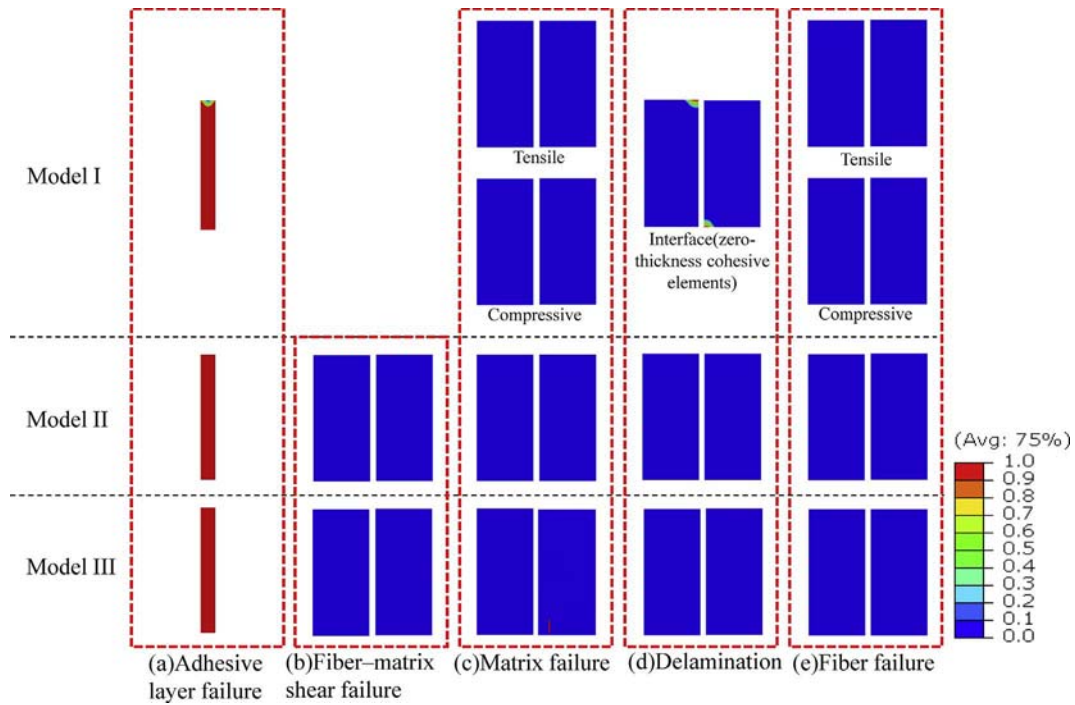 Model I
Tensile
Compressive
Interface(zero-
thickness cohesive
elements)
Tensile
Compressive
Model II
Model III
(Avg: 75%)
1.0
0.9
0.8
0.7
0.6
0.5
0.4
0.3
0.2
0.1
0.0
(a)Adhesive
layer failure
(b)Fiber–matrix
shear failure
(c)Matrix failure
(d)Delamination
(e)Fiber failure